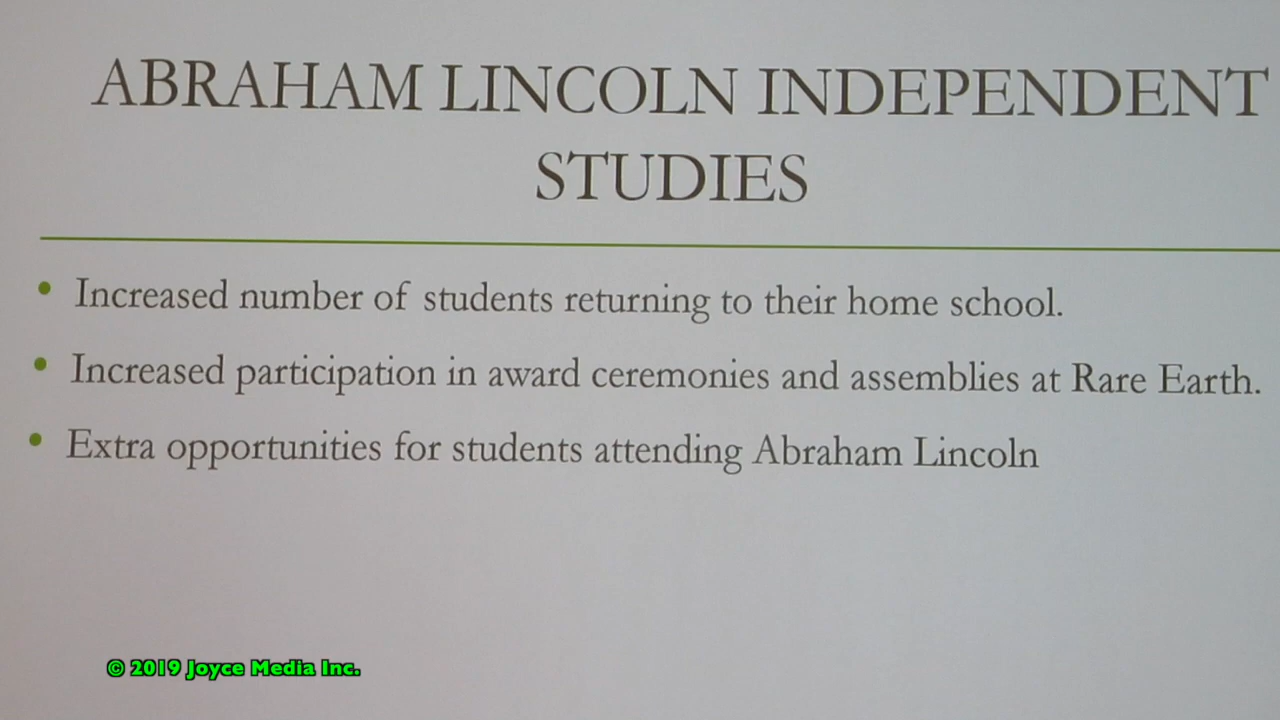 ABRAHAM LINCOLN INDEPENDENT
STUDIES
• Increased number of students returning to their home school.
• Increased participation in award ceremonies and assemblies at Rare Earth.
• Extra opportunities for students attending Abraham Lincoln
© 2019 Joyce Media Inc.